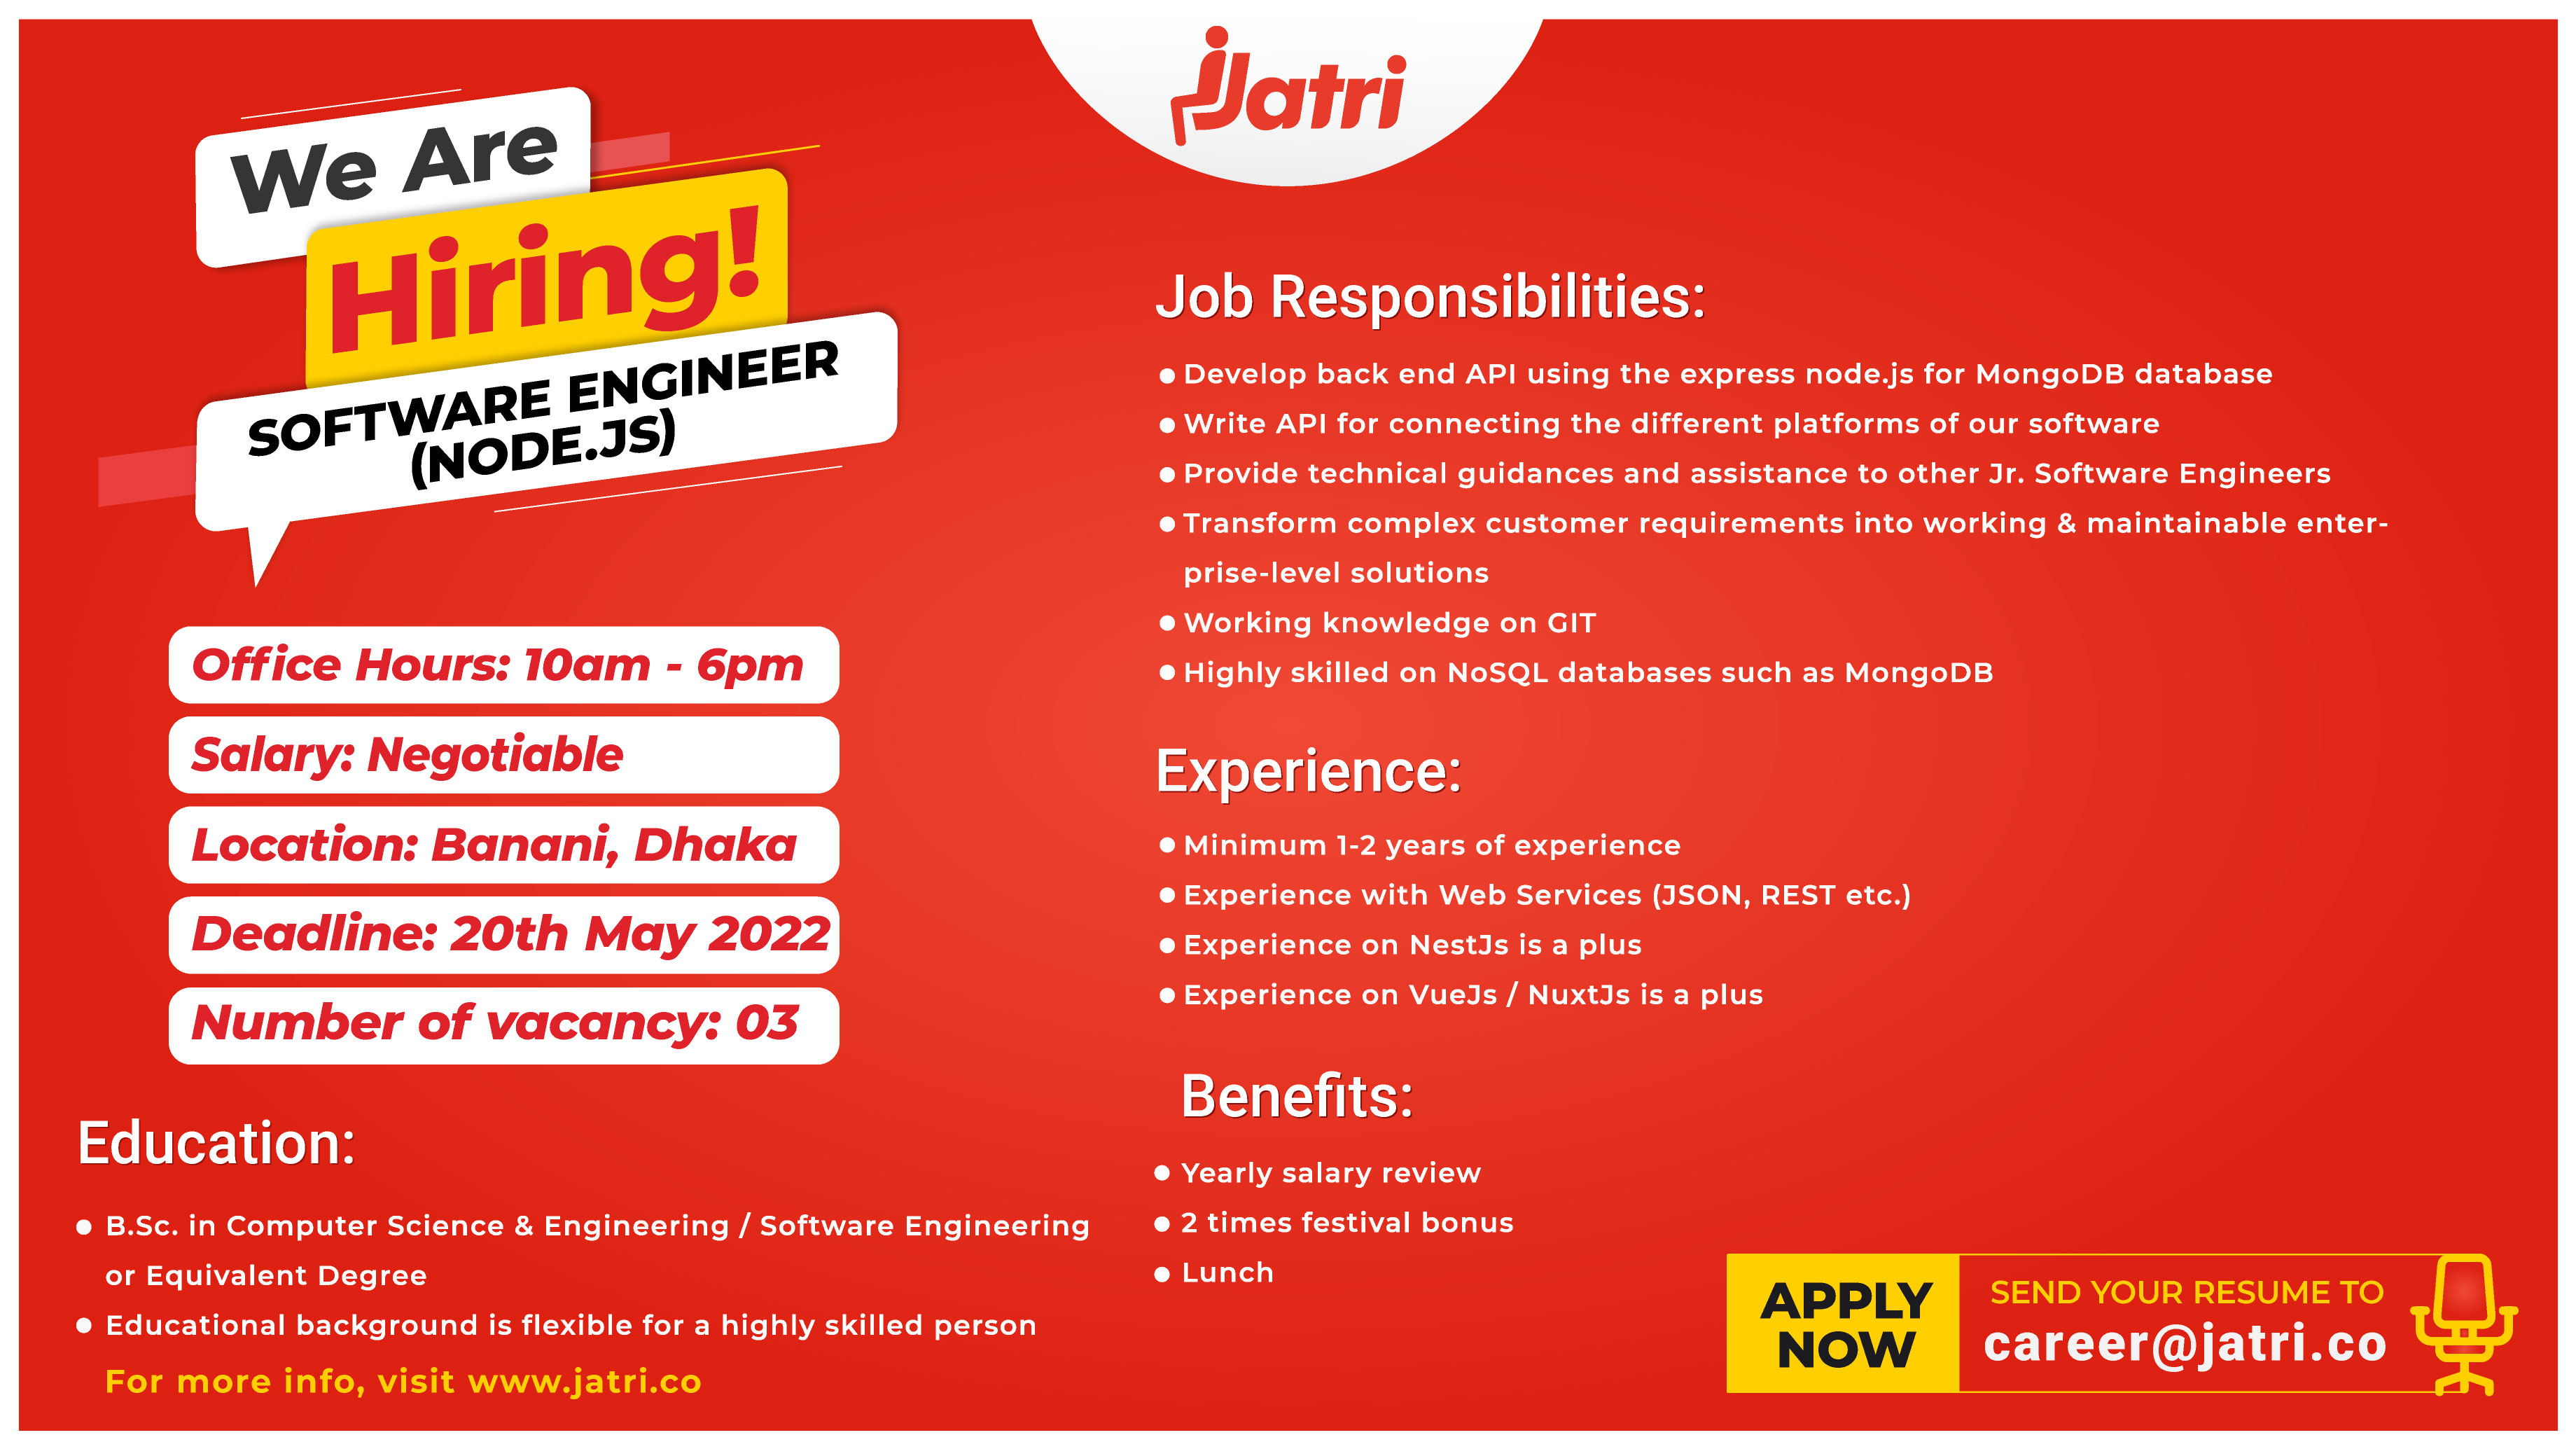 Jatri
We Are
Hiring!
SOFTWARE ENGINEER
(NODE.JS)
Office Hours: 10am - 6pm
Salary: Negotiable
Location: Banani, Dhaka
Deadline: 20th May 2022
Number of vacancy: 03
Education:
B.Sc. in Computer Science & Engineering / Software Engineering
or Equivalent Degree
Educational background is flexible for a highly skilled person
For more info, visit www.jatri.co
Job Responsibilities:
Develop back end API using the express node.js for MongoDB database
Write API for connecting the different platforms of our software
Provide technical guidances and assistance to other Jr. Software Engineers
Transform complex customer requirements into working & maintainable enter-
prise-level solutions
Working knowledge on GIT
Highly skilled on NoSQL databases such as MongoDB
Experience:
Minimum 1-2 years of experience
Experience with Web Services (JSON, REST etc.)
Experience on NestJs is a plus
Experience on VueJs / NuxtJs is a plus
Benefits:
Yearly salary review
2 times festival bonus
Lunch
APPLY
NOW
SEND YOUR RESUME TO
career@jatri.co